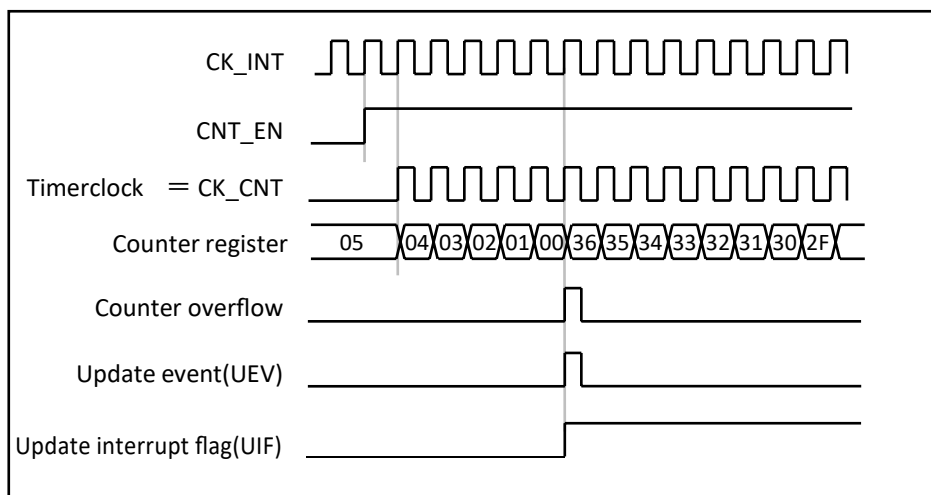 CK_INT
CNT_EN
Timerclock = CK_CNT
Counter register 05 04 03 02 01 00 36 35 34 33 32 31 30 2F
Counter overflow
Update event(UEV)
Update interrupt flag(UIF)